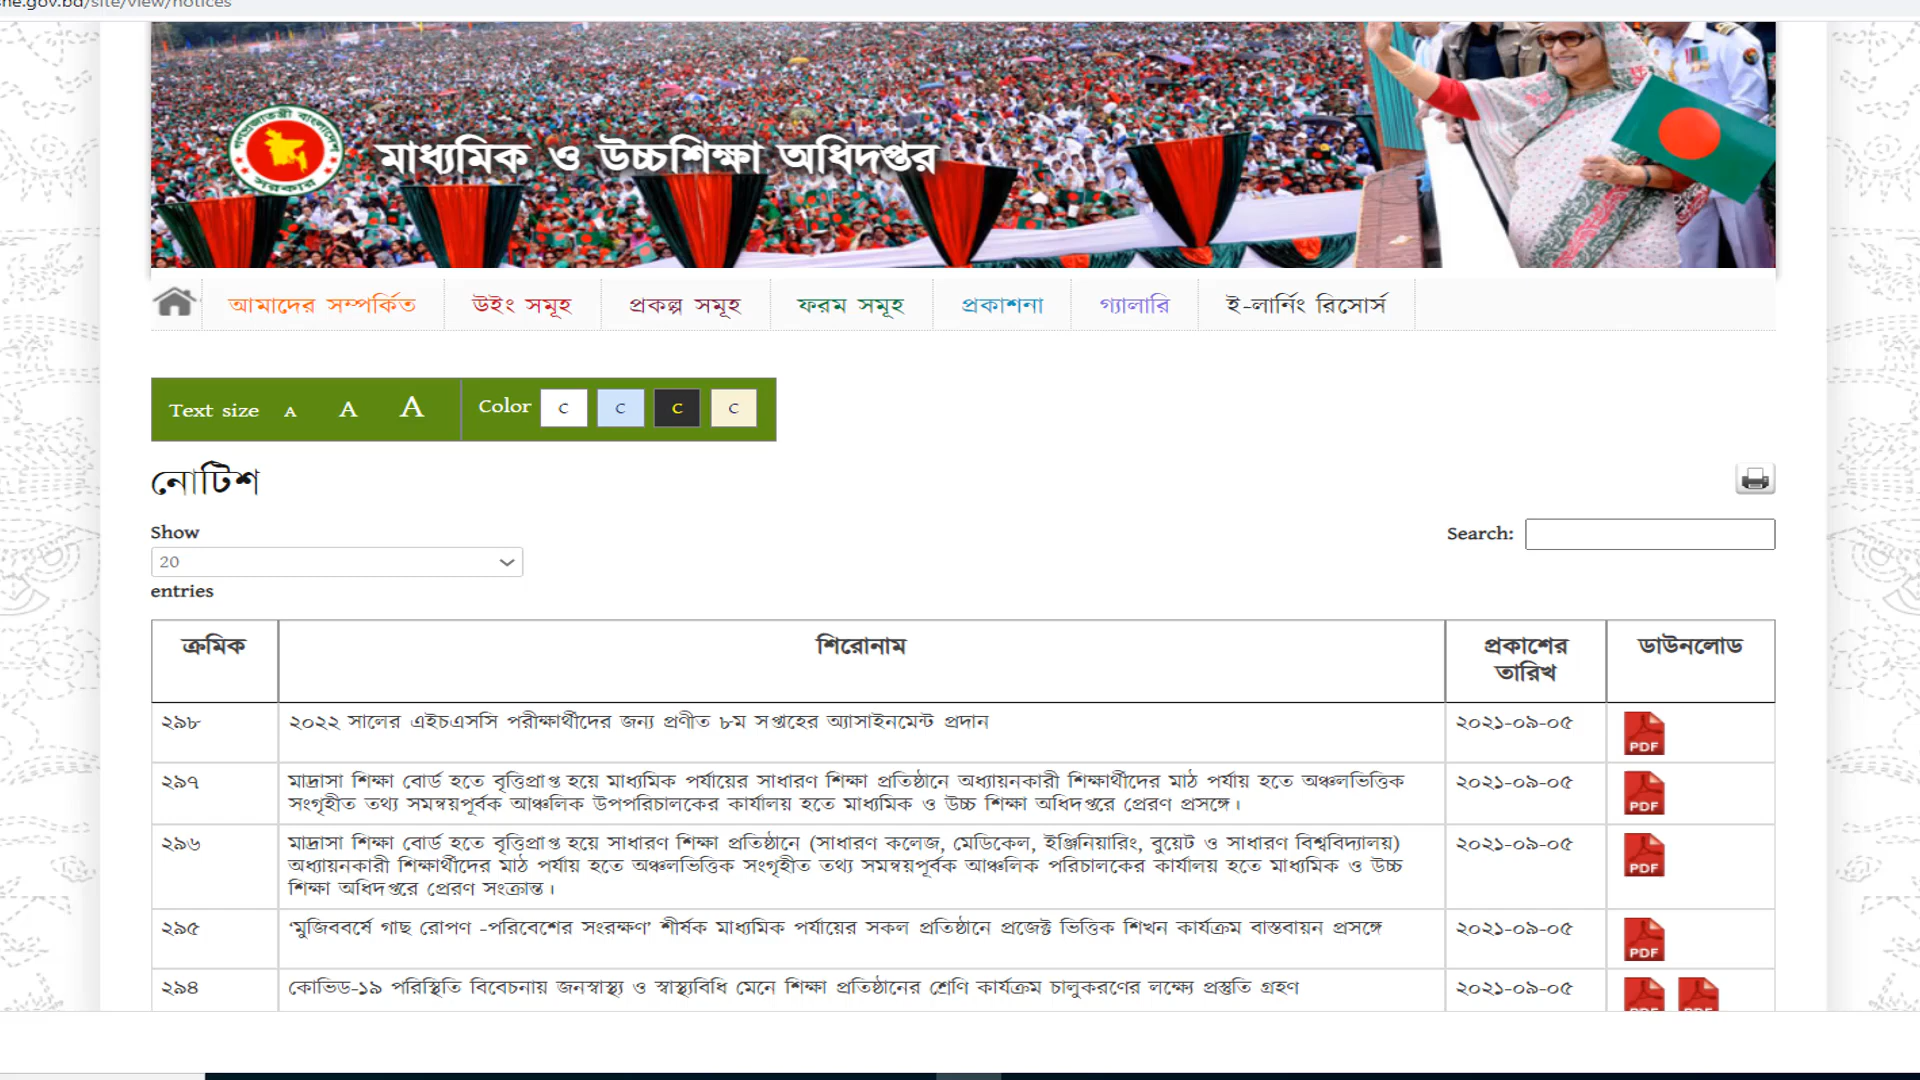 he.gov.bd/site/view/notices
গণপ্রজাতন্ত্রী বাংলাদেশ
সরকার
মাধ্যমিক ও উচ্চশিক্ষা অধিদপ্তর
আমাদের সম্পর্কিত উইং সমূহ প্রকল্প সমূহ ফরম সমূহ প্রকাশনা গ্যালারি ই-লার্নিং রিসোর্স
Text size A A A Color C C C C
নোটিশ
Show
Search:
20
entries
ক্রমিক শিরোনাম প্রকাশের ডাউনলোড
তারিখ
২৯৮ ২০২২ সালের এইচএসসি পরীক্ষার্থীদের জন্য প্রণীত ৮ম সপ্তাহের অ্যাসাইনমেন্ট প্রদান ২০২১-০৯-০৫
PDF
২৯৭ মাদ্রাসা শিক্ষা বোর্ড হতে বৃত্তিপ্রাপ্ত হয়ে মাধ্যমিক পর্যায়ের সাধারণ শিক্ষা প্রতিষ্ঠানে অধ্যায়নকারী শিক্ষার্থীদের মাঠ পর্যায় হতে অঞ্চলভিত্তিক ২০২১-০৯-০৫
সংগৃহীত তথ্য সমন্বয়পূর্বক আঞ্চলিক উপপরিচালকের কার্যালয় হতে মাধ্যমিক ও উচ্চ শিক্ষা অধিদপ্তরে প্রেরণ প্রসঙ্গে। PDF
২৯৬ মাদ্রাসা শিক্ষা বোর্ড হতে বৃত্তিপ্রাপ্ত হয়ে সাধারণ শিক্ষা প্রতিষ্ঠানে (সাধারণ কলেজ, মেডিকেল, ইঞ্জিনিয়ারিং, বুয়েট ও সাধারণ বিশ্ববিদ্যালয়) ২০২১-০৯-০৫
অধ্যায়নকারী শিক্ষার্থীদের মাঠ পর্যায় হতে অঞ্চলভিত্তিক সংগৃহীত তথ্য সমন্বয়পূর্বক আঞ্চলিক পরিচালকের কার্যালয় হতে মাধ্যমিক ও উচ্চ PDF
শিক্ষা অধিদপ্তরে প্রেরণ সংক্রান্ত।
২৯৫ ‘মুজিববর্ষে গাছ রোপণ -পরিবেশের সংরক্ষণ’ শীর্ষক মাধ্যমিক পর্যায়ের সকল প্রতিষ্ঠানে প্রজেক্ট ভিত্তিক শিখন কার্যক্রম বাস্তবায়ন প্রসঙ্গে ২০২১-০৯-০৫
PDF
২৯৪ কোভিড-১৯ পরিস্থিতি বিবেচনায় জনস্বাস্থ্য ও স্বাস্থ্যবিধি মেনে শিক্ষা প্রতিষ্ঠানের শ্রেণি কার্যক্রম চালুকরণের লক্ষ্যে প্রস্তুতি গ্রহণ ২০২১-০৯-০৫
PDF PDF